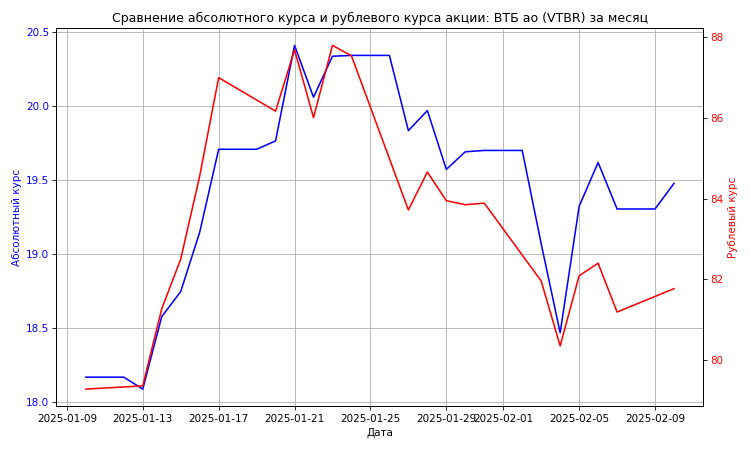 Сравнение абсолютного курса и рублевого курса акции: ВТБ ао (VTBR) за месяц
20.5
20.0
19.5
19.0
18.5
18.0
Абсолютный курс
88
86
84
82
80
Рублевый курс
2025-01-09 2025-01-13 2025-01-17 2025-01-21 2025-01-25 2025-01-29 2025-02-01 2025-02-05 2025-02-09
Дата